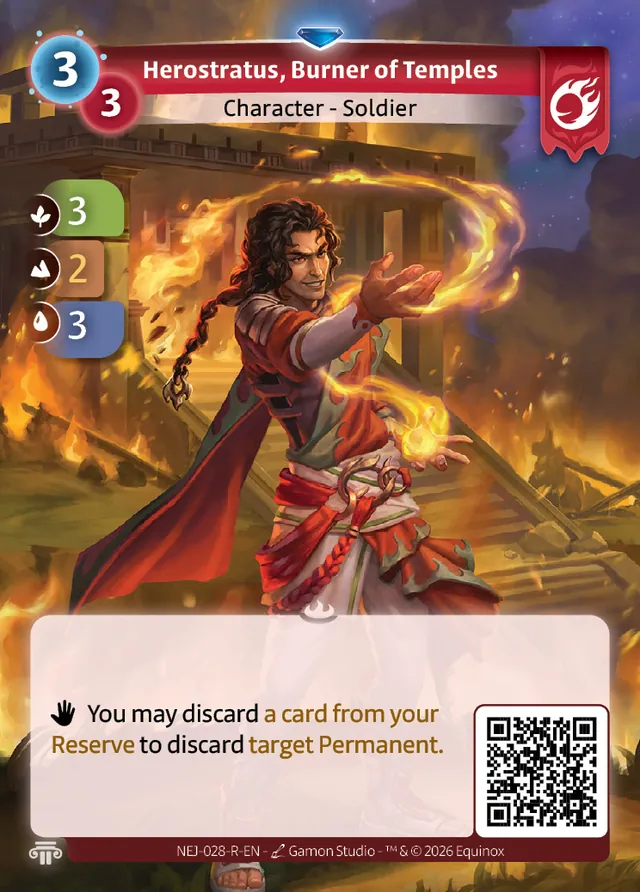 3
Herostratus, Burner of Temples
3
Character - Soldier
3
2
3
You may discard a card from your
Reserve to discard target Permanent.
NEJ-028-R-EN - Gamon Studio - ™ & © 2026 Equinox